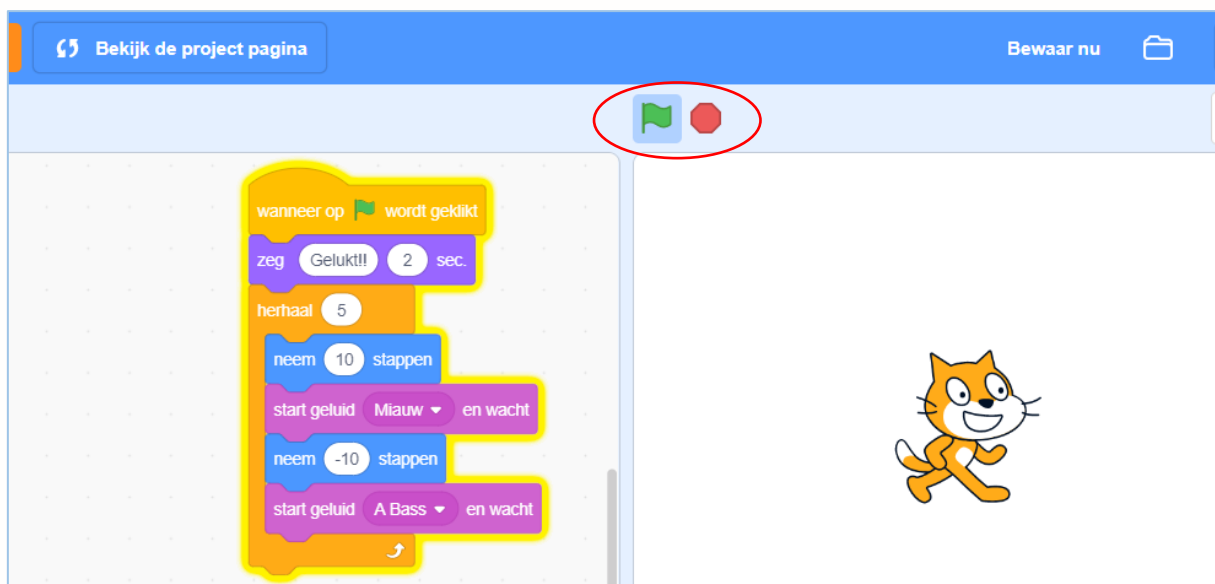 Bekijk de project pagina
Bewaar nu
wanneer op wordt geklikt
zeg Gelukt!! 2 sec.
herhaal 5
neem 10 stappen
start geluid Miauw en wacht
neem -10 stappen
start geluid A Bass en wacht